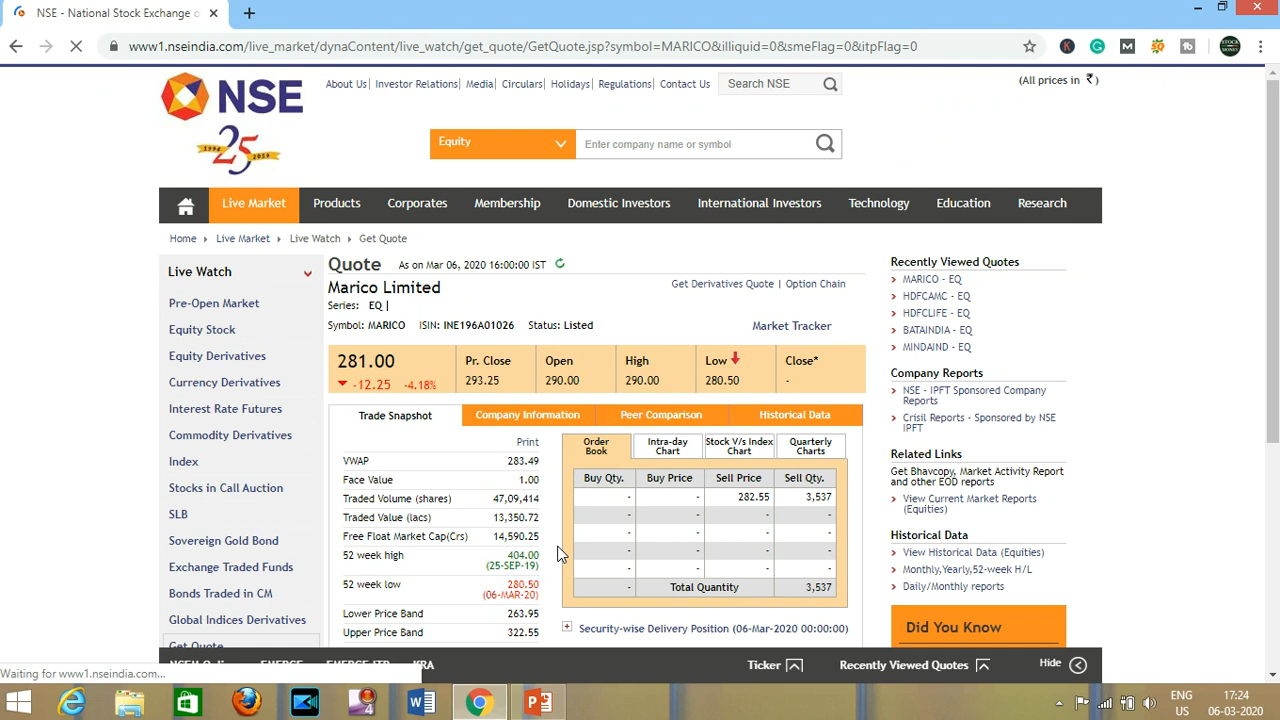 NSE - National Stock Exchange o
www1.nseindia.com/live_market/dynaContent/live_watch/get_quote/GetQuote.jsp?symbol=MARICO&illiquid=0&smeFlag=0&itpFlag=0
NSE
25
About Us | Investor Relations | Media | Circulars | Holidays | Regulations | Contact Us
Search NSE
(All prices in ₹)
Equity
Enter company name or symbol
Live Market
Products
Corporates
Membership
Domestic Investors
International Investors
Technology
Education
Research
Home
Live Market
Live Watch
Get Quote
Live Watch
Pre-Open Market
Equity Stock
Equity Derivatives
Currency Derivatives
Interest Rate Futures
Commodity Derivatives
Index
Stocks in Call Auction
SLB
Sovereign Gold Bond
Exchange Traded Funds
Bonds Traded in CM
Global Indices Derivatives
Get Quote
Quote As on Mar 06, 2020 16:00:00 IST
Marico Limited
Get Derivatives Quote | Option Chain
Series: EQ |
Symbol: MARICO ISIN: INE196A01026 Status: Listed
Market Tracker
281.00
-12.25 -4.18%
Pr. Close
293.25
Open
290.00
High
290.00
Low
280.50
Close*
-
Trade Snapshot
Company Information
Peer Comparison
Historical Data
Print
VWAP 283.49
Face Value 1.00
Traded Volume (shares) 47,09,414
Traded Value (lacs) 13,350.72
Free Float Market Cap(Crs) 14,590.25
52 week high 404.00
(25-SEP-19)
52 week low 280.50
(06-MAR-20)
Lower Price Band 263.95
Upper Price Band 322.55
Order
Book
Intra-day
Chart
Stock V/s Index
Chart
Quarterly
Charts
Buy Qty. Buy Price Sell Price Sell Qty.
- - 282.55 3,537
- - - -
- - - -
- - - -
- - - -
- Total Quantity 3,537
Security-wise Delivery Position (06-Mar-2020 00:00:00)
Recently Viewed Quotes
MARICO - EQ
HDFCAMC - EQ
HDFCLIFE - EQ
BATAINDIA - EQ
MINDAIND - EQ
Company Reports
NSE - IPFT Sponsored Company
Reports
Crisil Reports - Sponsored by NSE
IPFT
Related Links
Get Bhavcopy, Market Activity Report
and other EOD reports
View Current Market Reports
(Equities)
Historical Data
View Historical Data (Equities)
Monthly,Yearly,52-week H/L
Daily/Monthly reports
Did You Know
KRA
Ticker
Recently Viewed Quotes
Hide
Waiting for www1.nseindia.com...
ENG
US
17:24
06-03-2020